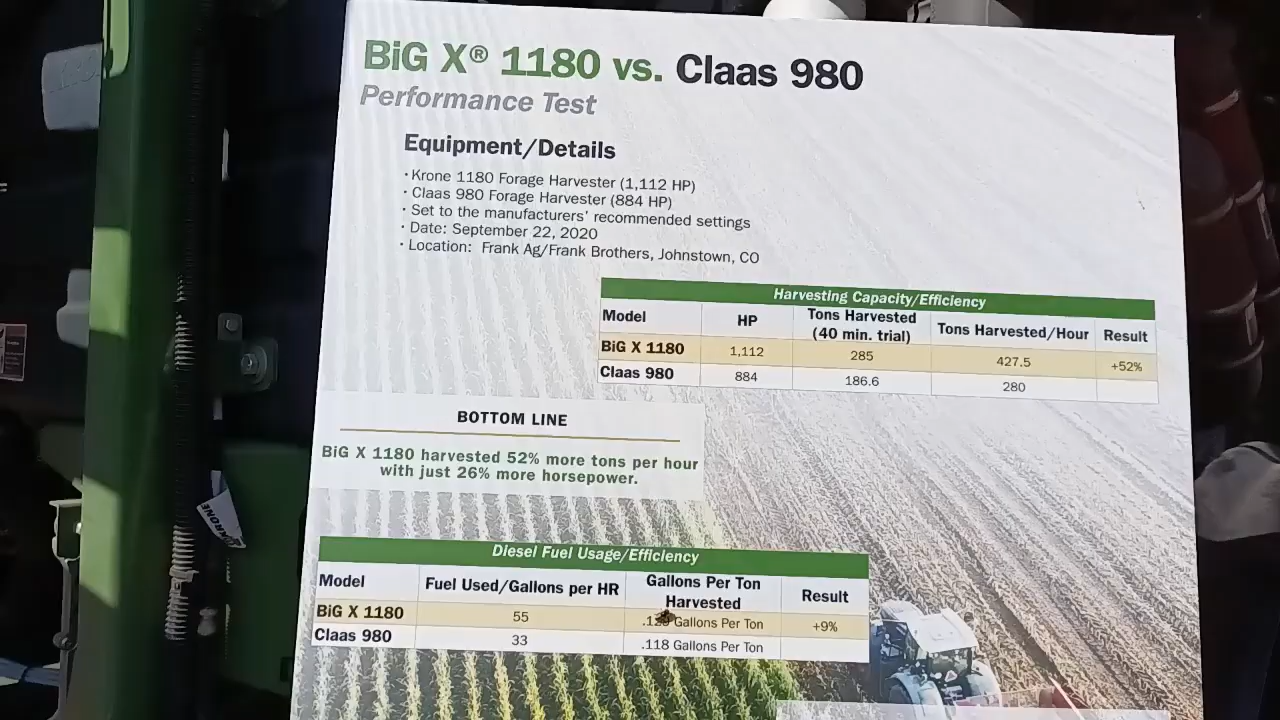 BiG X® 1180 vs. Claas 980
Performance Test
Equipment/Details
· Krone 1180 Forage Harvester (1,112 HP)
· Claas 980 Forage Harvester (884 HP)
· Set to the manufacturers' recommended settings
· Date: September 22, 2020
· Location: Frank Ag/Frank Brothers, Johnstown, CO
Harvesting Capacity/Efficiency
Model HP Tons Harvested (40 min. trial) Tons Harvested/Hour Result
BiG X 1180 1,112 285 427.5 +52%
Claas 980 884 186.6 280
BOTTOM LINE
BiG X 1180 harvested 52% more tons per hour
with just 26% more horsepower.
Diesel Fuel Usage/Efficiency
Model Fuel Used/Gallons per HR Gallons Per Ton Harvested Result
BiG X 1180 55 Gallons Per Ton +9%
Claas 980 33 .118 Gallons Per Ton
KRONE